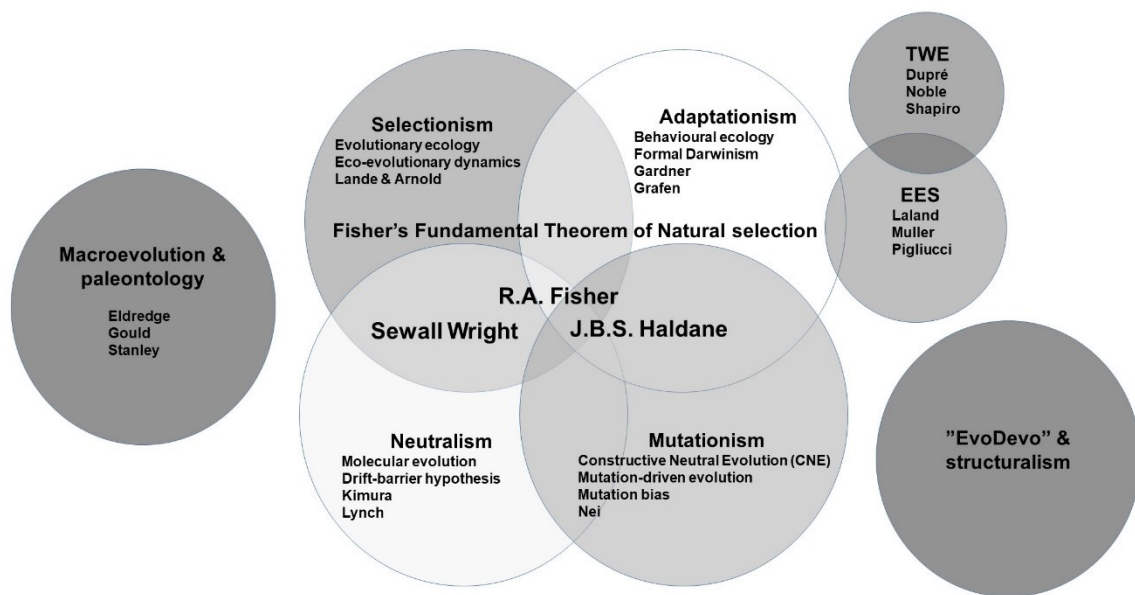 TWE
Dupré
Noble
Shapiro
Selectionism
Evolutionary ecology
Eco-evolutionary dynamics
Lande & Arnold
Adaptationism
Behavioural ecology
Formal Darwinism
Gardner
Grafen
EES
Laland
Muller
Pigliucci
Fisher’s Fundamental Theorem of Natural selection
Macroevolution &
paleontology
Eldredge
Gould
Stanley
R.A. Fisher
Sewall Wright
J.B.S. Haldane
Neutralism
Molecular evolution
Drift-barrier hypothesis
Kimura
Lynch
Mutationism
Constructive Neutral Evolution (CNE)
Mutation-driven evolution
Mutation bias
Nei
”EvoDevo” &
structuralism